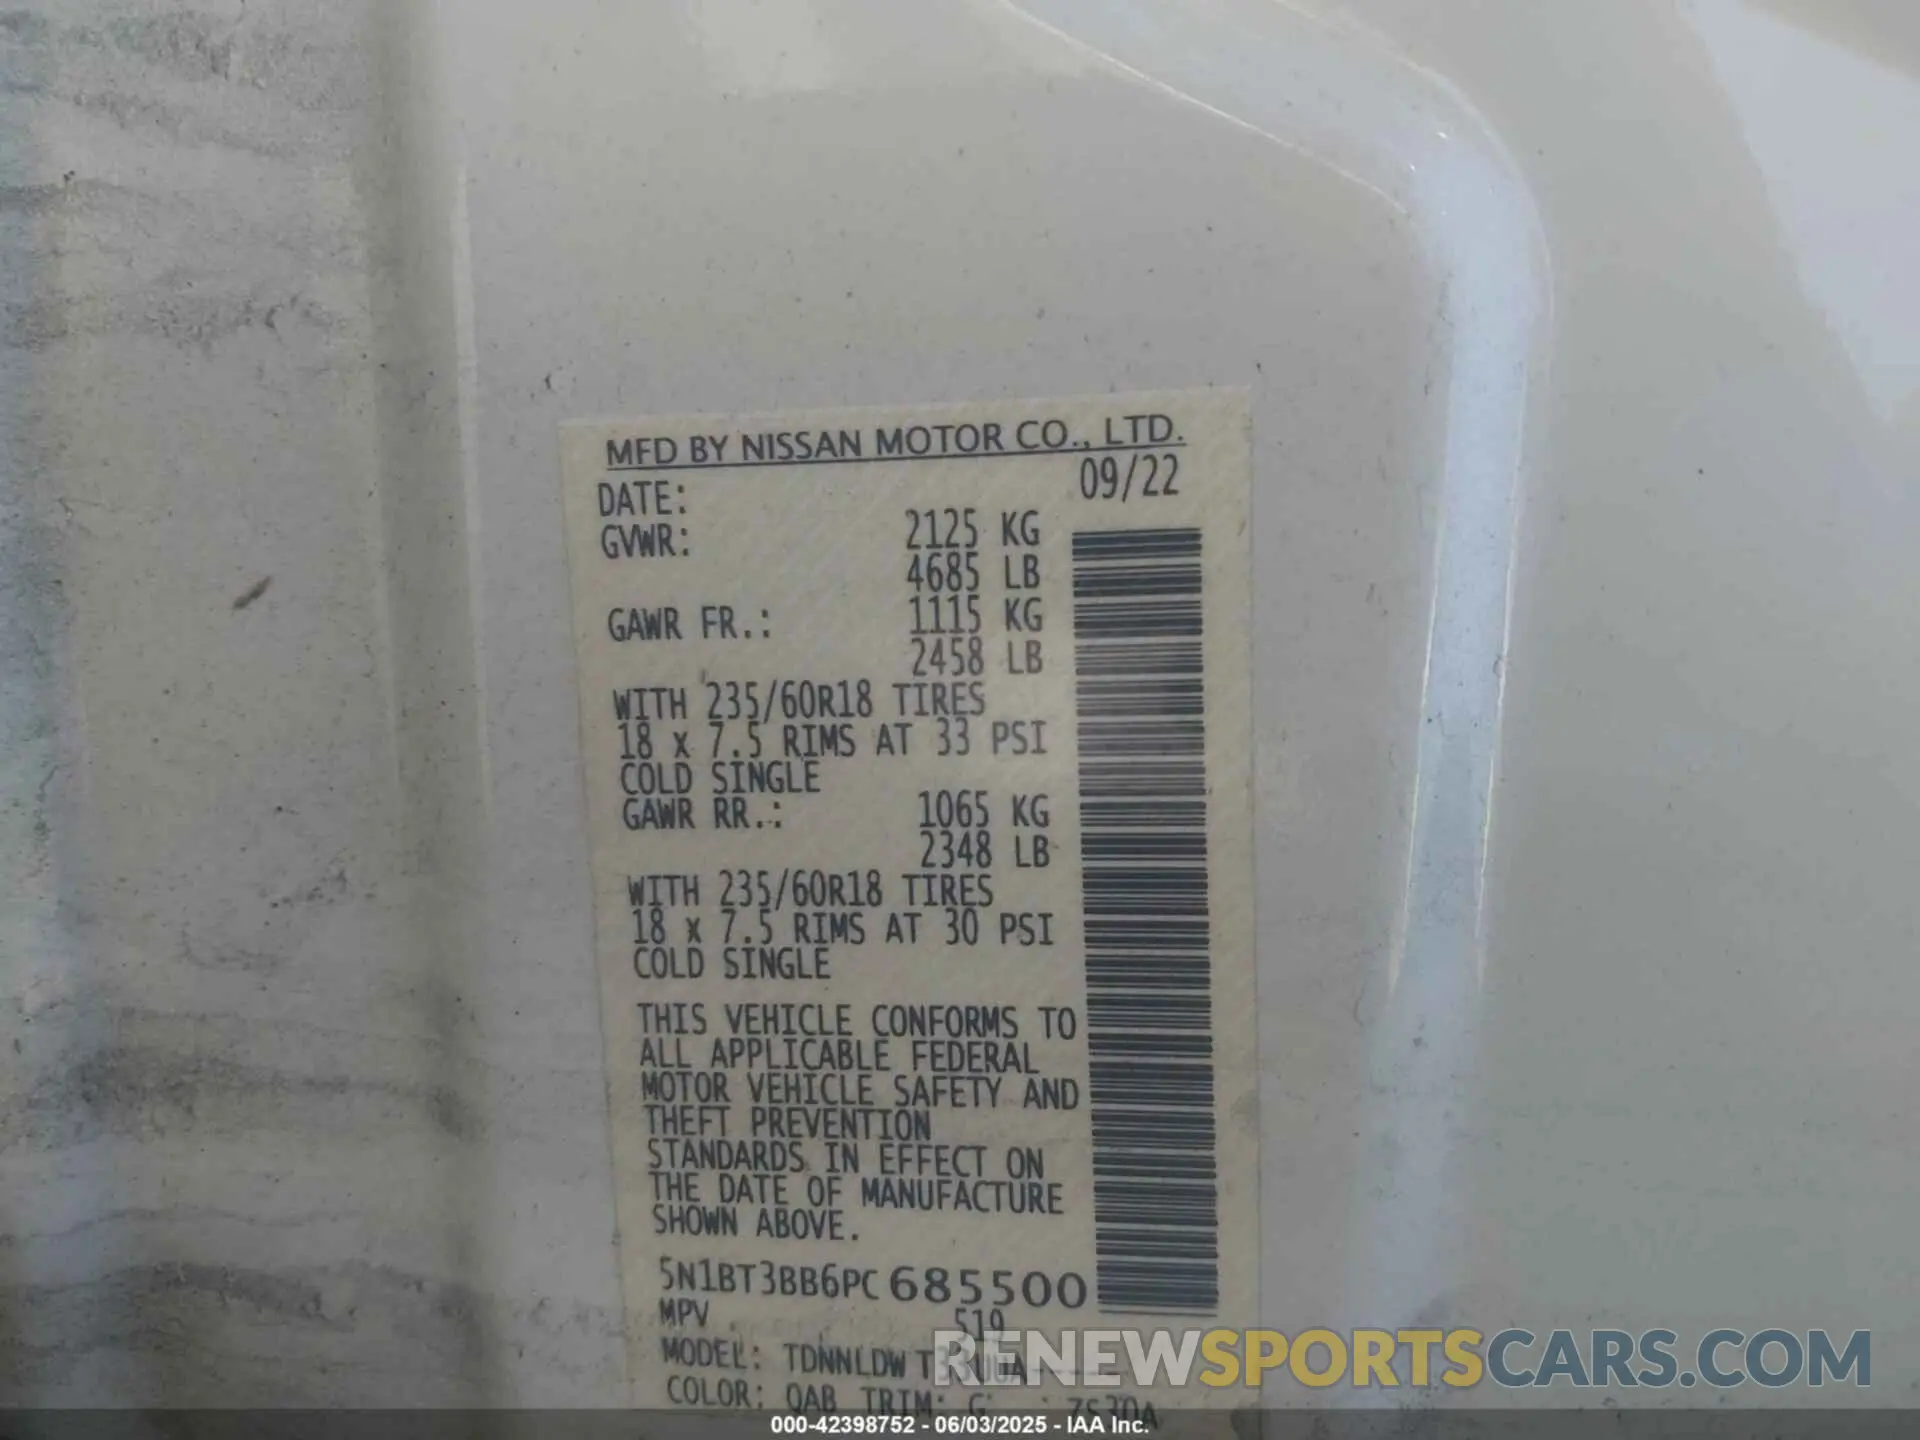 MFD BY NISSAN MOTOR CO., LTD.
DATE: 09/22
GVWR: 2125 KG
4685 LB
GAWR FR.: 1115 KG
2458 LB
WITH 235/60R18 TIRES
18 x 7.5 RIMS AT 33 PSI
COLD SINGLE
GAWR RR.: 1065 KG
2348 LB
WITH 235/60R18 TIRES
18 x 7.5 RIMS AT 30 PSI
COLD SINGLE
THIS VEHICLE CONFORMS TO
ALL APPLICABLE FEDERAL
MOTOR VEHICLE SAFETY AND
THEFT PREVENTION
STANDARDS IN EFFECT ON
THE DATE OF MANUFACTURE
SHOWN ABOVE.
5N1BT3BB6PC685500
MPV 519
MODEL: TDNNLDW
COLOR: QAB TRIM: G
RENEWSPORTSCARS.COM
000-42398752 - 06/03/2025 - IAA Inc.